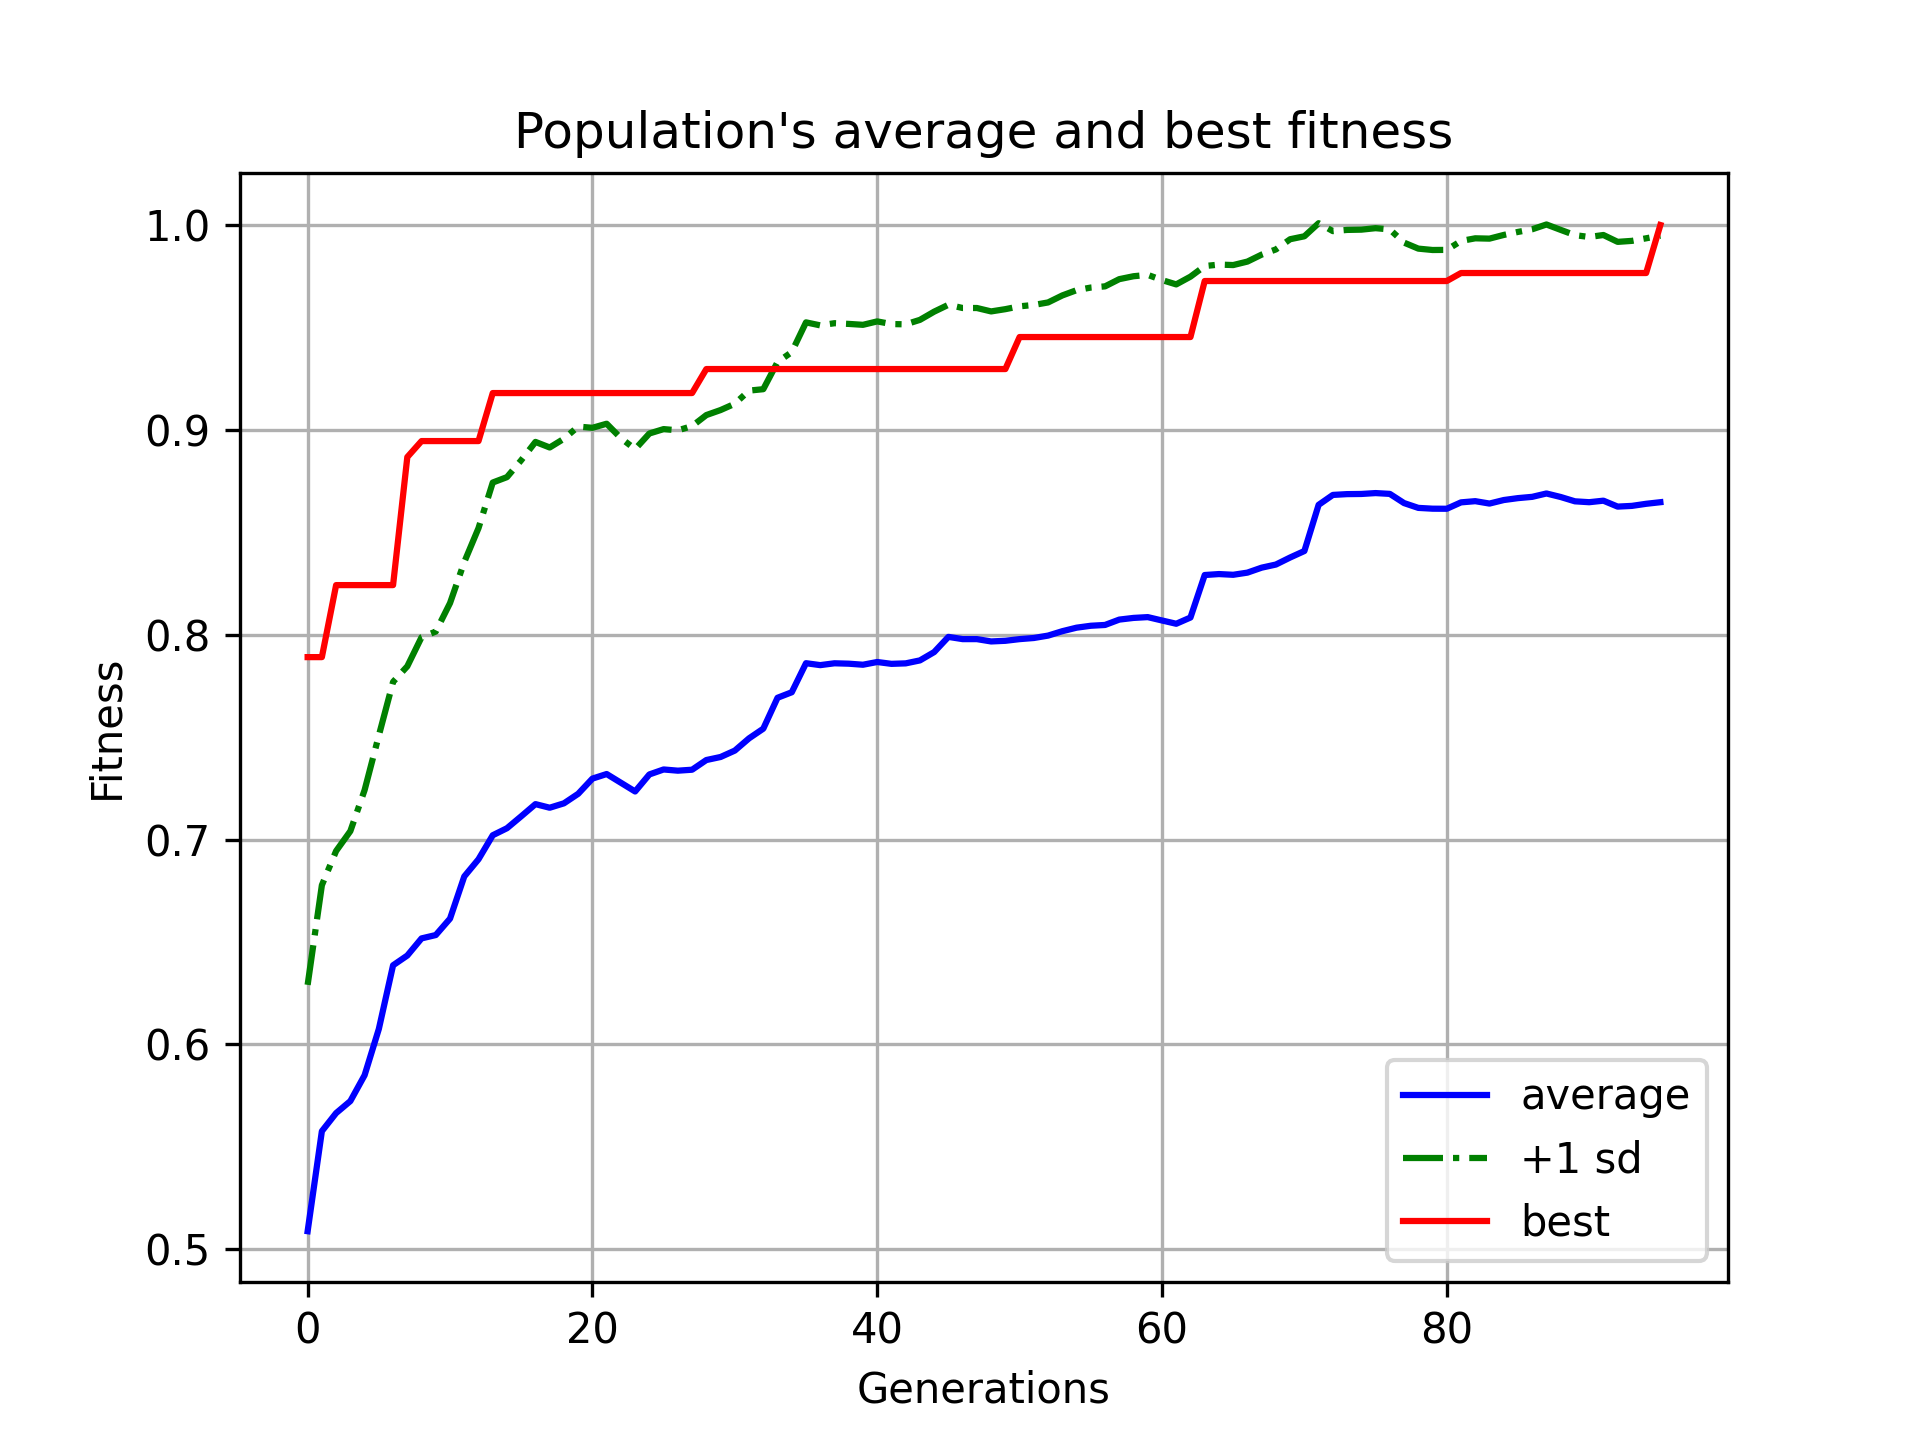 Population's average and best fitness
1.0
0.9
0.8
0.7
0.6
0.5
Fitness
0 20 40 60 80
Generations
average
+1 sd
best